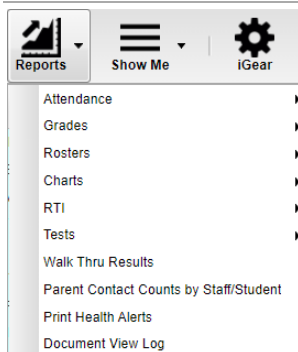 Reports Show Me iGear
Attendance
Grades
Rosters
Charts
RTI
Tests
Walk Thru Results
Parent Contact Counts by Staff/Student
Print Health Alerts
Document View Log